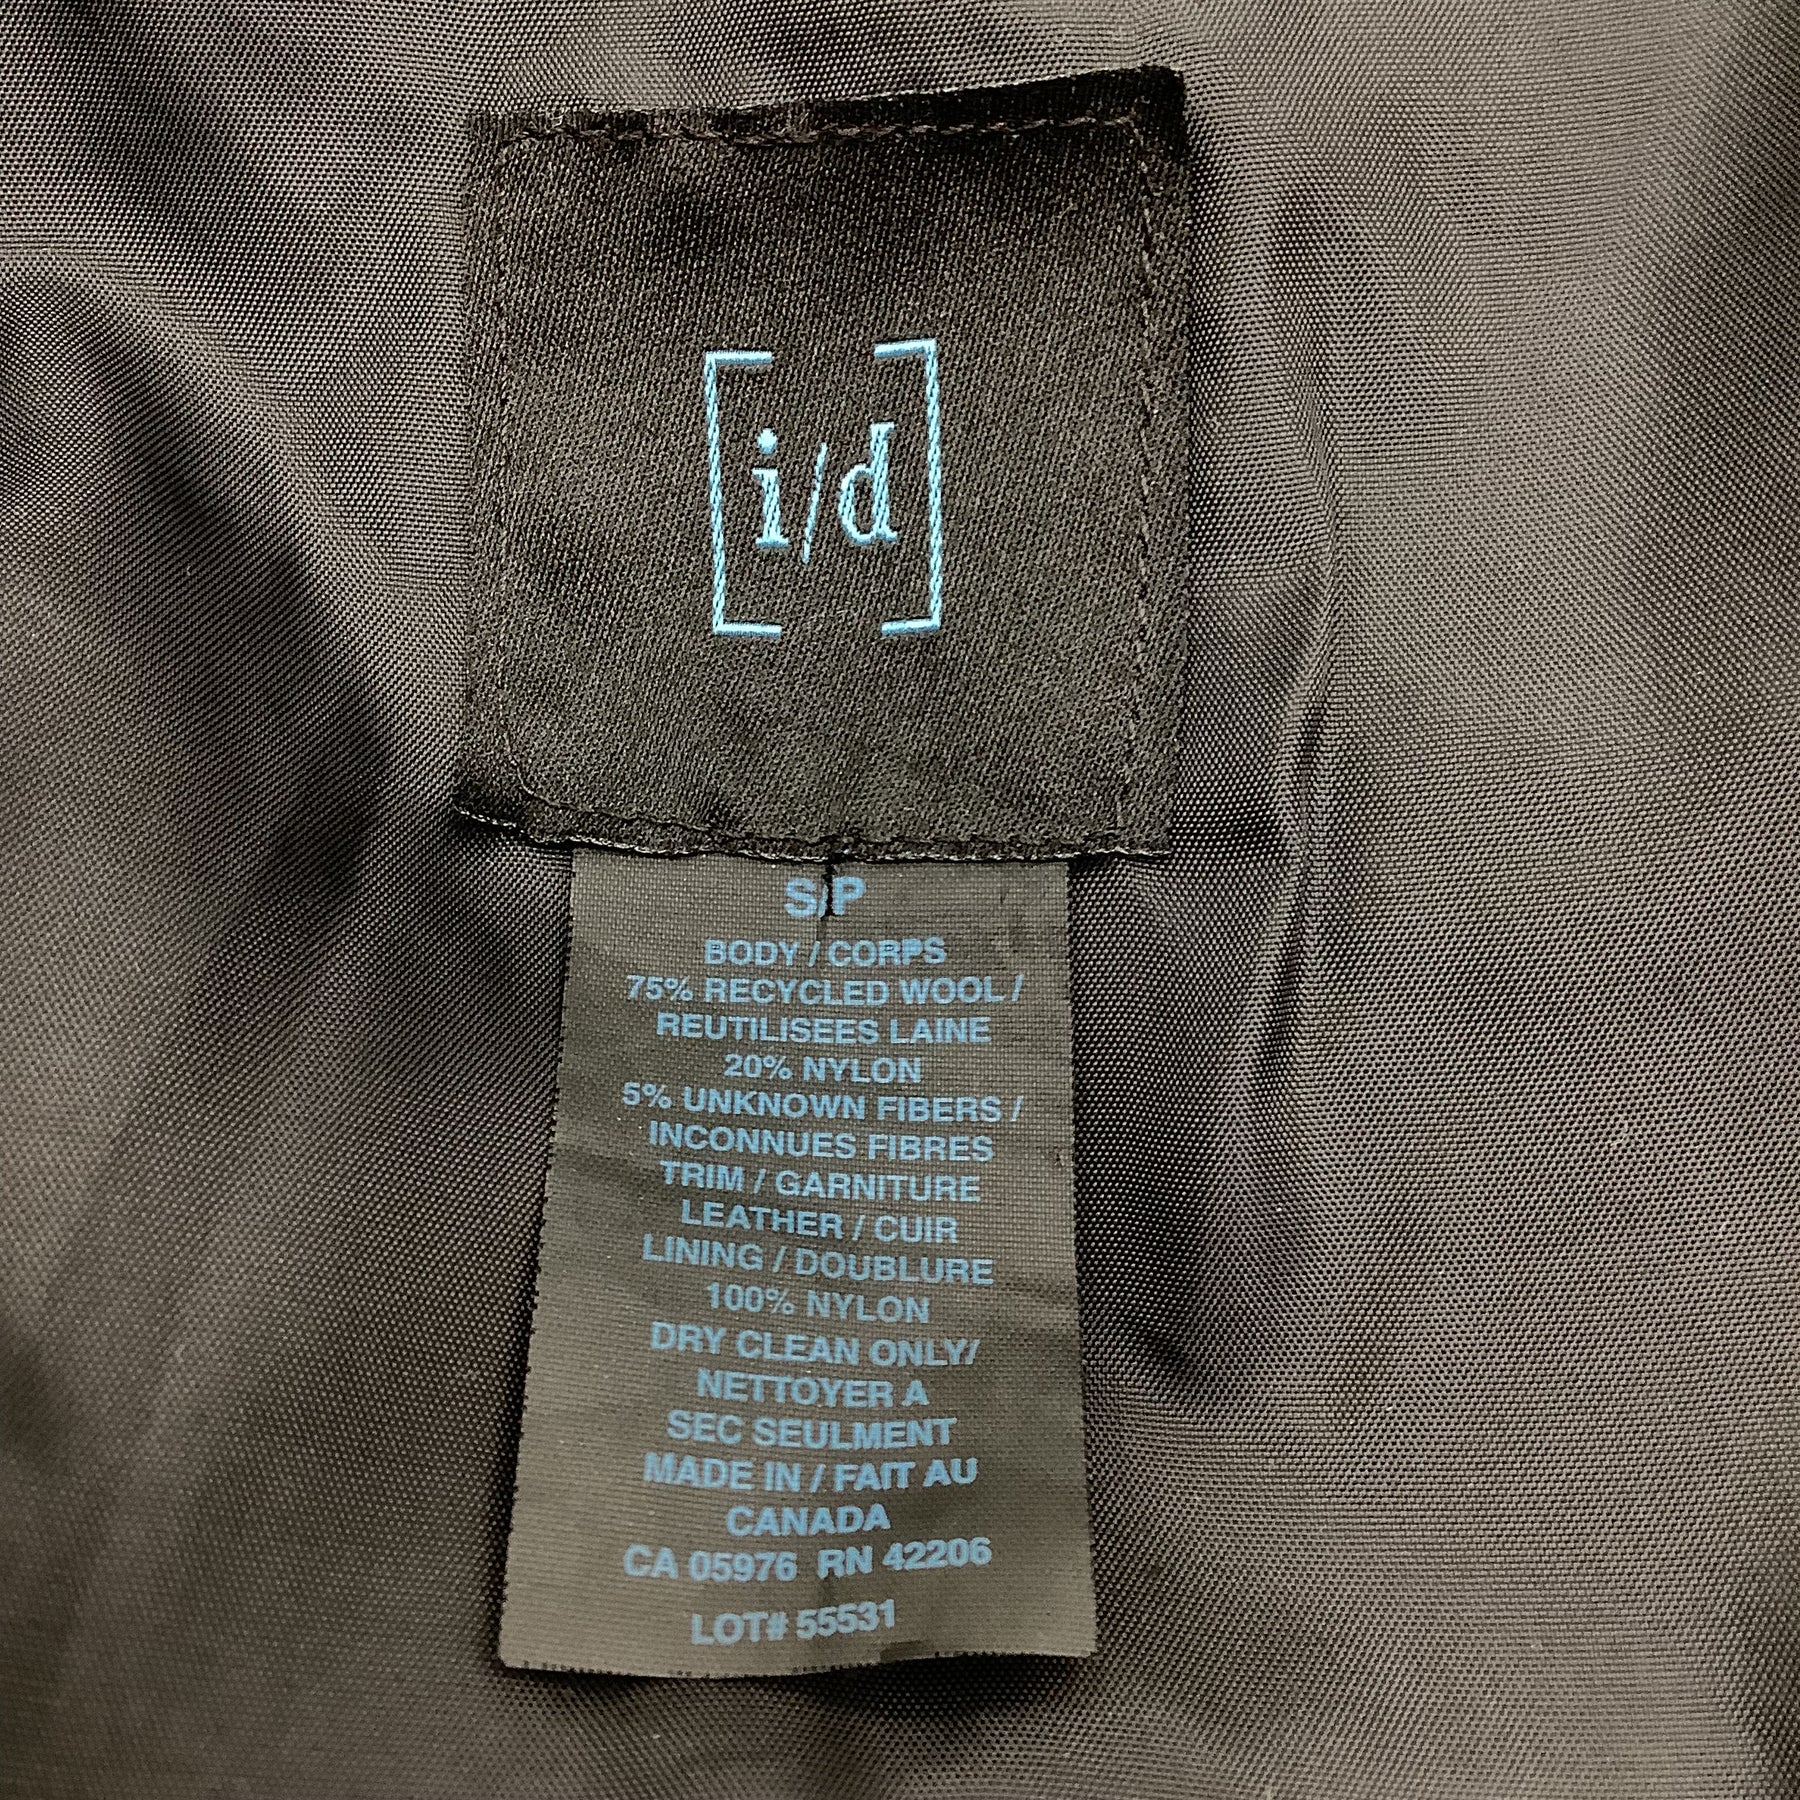 [i/d]
S/P
BODY / CORPS
75% RECYCLED WOOL /
REUTILISEES LAINE
20% NYLON
5% UNKNOWN FIBERS /
INCONNUES FIBRES
TRIM / GARNITURE
LEATHER / CUIR
LINING / DOUBLURE
100% NYLON
DRY CLEAN ONLY/
NETTOYER A
SEC SEULMENT
MADE IN / FAIT AU
CANADA
CA 05976 RN 42206
LOT# 55531